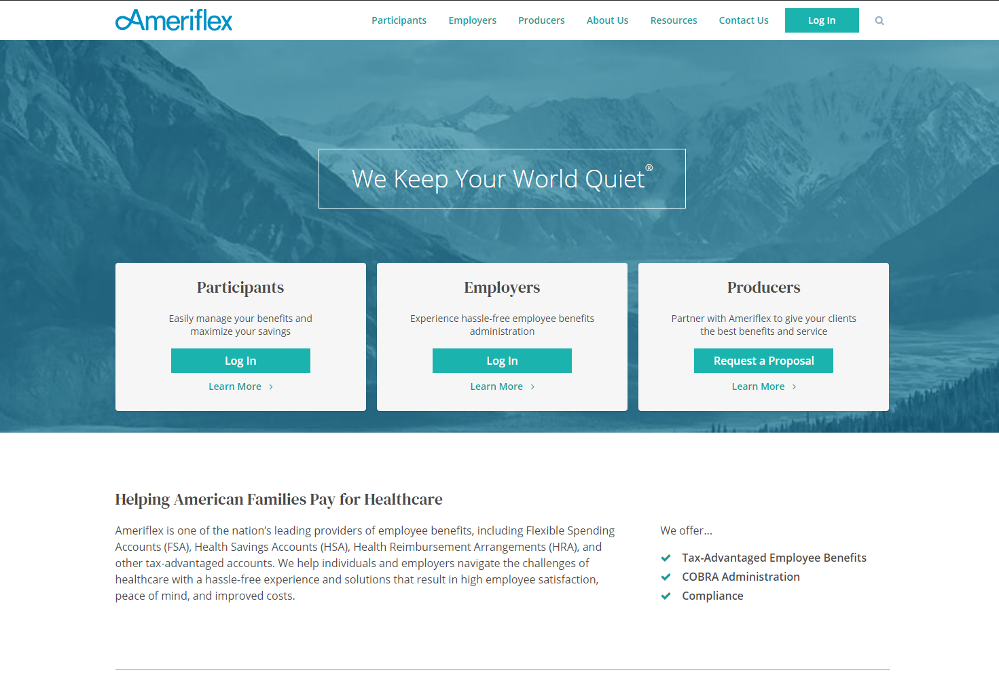 Ameriflex
Participants Employers Producers About Us Resources Contact Us Log In
We Keep Your World Quiet®
Participants
Easily manage your benefits and
maximize your savings
Log In
Learn More
Employers
Experience hassle-free employee benefits
administration
Log In
Learn More
Producers
Partner with Ameriflex to give your clients
the best benefits and service
Request a Proposal
Learn More
Helping American Families Pay for Healthcare
Ameriflex is one of the nation’s leading providers of employee benefits, including Flexible Spending
Accounts (FSA), Health Savings Accounts (HSA), Health Reimbursement Arrangements (HRA), and
other tax-advantaged accounts. We help individuals and employers navigate the challenges of
healthcare with a hassle-free experience and solutions that result in high employee satisfaction,
peace of mind, and improved costs.
We offer...
Tax-Advantaged Employee Benefits
COBRA Administration
Compliance